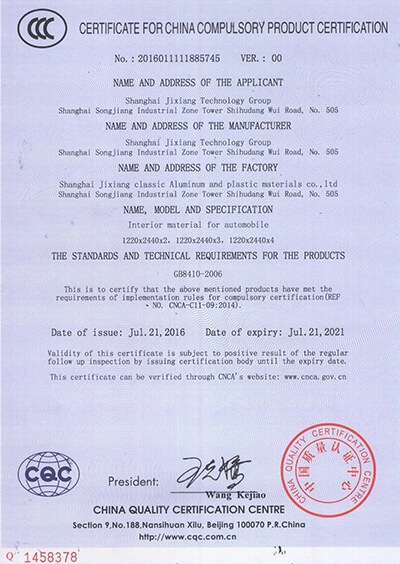 CCC
CERTIFICATE FOR CHINA COMPULSORY PRODUCT CERTIFICATION
No.: 2016011111885745 VER.: 00
NAME AND ADDRESS OF THE APPLICANT
Shanghai Jixiang Technology Group
Shanghai Songjiang Industrial Zone Tower Shihudang Wui Road, No. 505
NAME AND ADDRESS OF THE MANUFACTURER
Shanghai Jixiang Technology Group
Shanghai Songjiang Industrial Zone Tower Shihudang Wui Road, No. 505
NAME AND ADDRESS OF THE FACTORY
Shanghai Jixiang classic Aluminum and plastic materials co.,ltd
Shanghai Songjiang Industrial Zone Tower Shihudang Wui Road, No. 505
NAME, MODEL AND SPECIFICATION
Interior material for automobile
1220x2440x2、1220x2440x3、1220x2440x4
THE STANDARDS AND TECHNICAL REQUIREMENTS FOR THE PRODUCTS
GB8410-2006
This is to certify that the above mentioned products have met the
requirements of implementation rules for compulsory certification(REF
NO. CNCA-C11-09:2014).
Date of issue: Jul.21,2016 Date of expiry: Jul.21,2021
Validity of this certificate is subject to positive result of the regular
follow up inspection by issuing certification body until the expiry date.
This certificate can be verified through CNCA's website: www.cnca.gov.cn
CHINA QUALITY CERTIFICATION CENTRE
中国质量认证中心
CQC
President:
Wang Kejiao
CHINA QUALITY CERTIFICATION CENTRE
Section 9,No.188,Nansihuan Xilu, Beijing 100070 P.R.China
http://www.cqc.com.cn
1458378